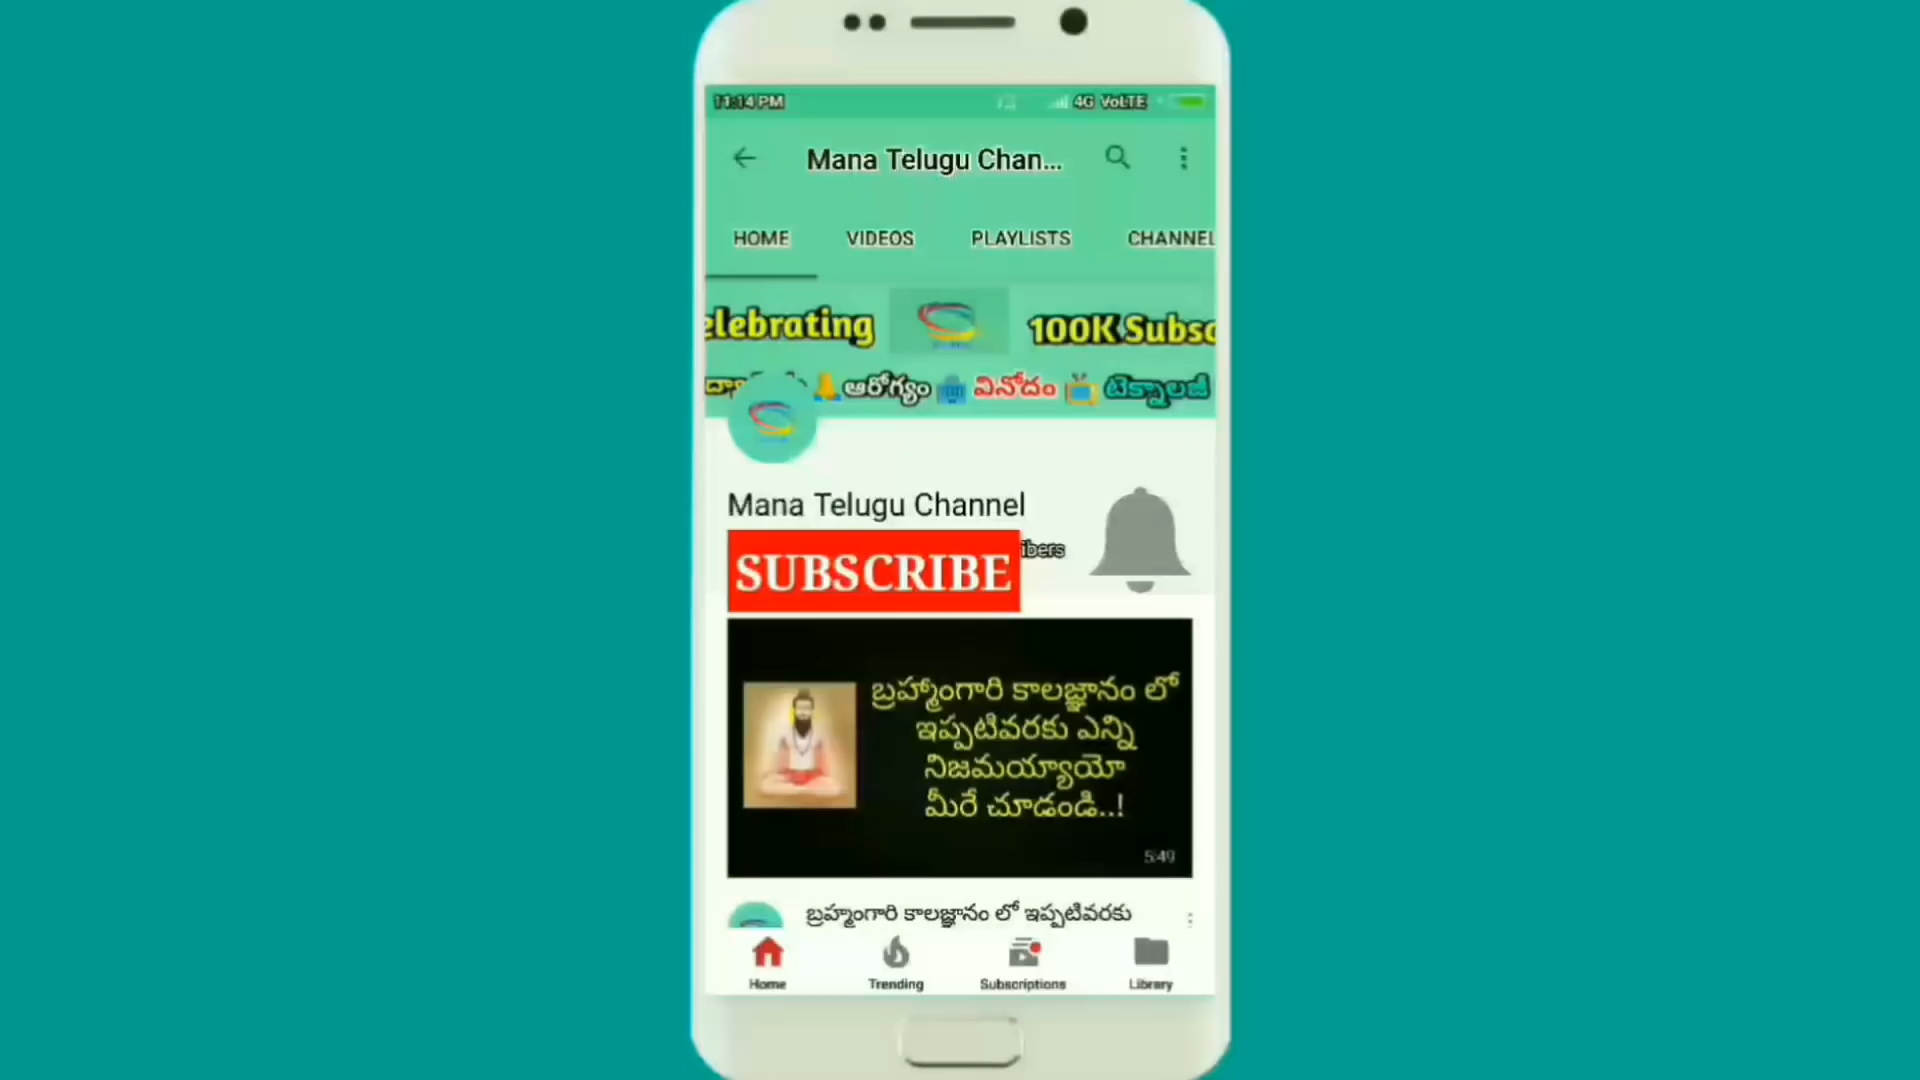 11:14 PM 4G VoLTE
Mana Telugu Chan...
HOME VIDEOS PLAYLISTS CHANNEL
elebrating 100K Subsc
ఆరోగ్యం వినోదం టెక్నాలజీ
Mana Telugu Channel
SUBSCRIBE ibers
బ్రహ్మాంగారి కాలజ్ఞానం లో
ఇప్పటివరకు ఎన్ని
నిజమయ్యాయో
మీరే చూడండి..!
5:49
బ్రహ్మంగారి కాలజ్ఞానం లో ఇప్పటివరకు
Home Trending Subscriptions Library